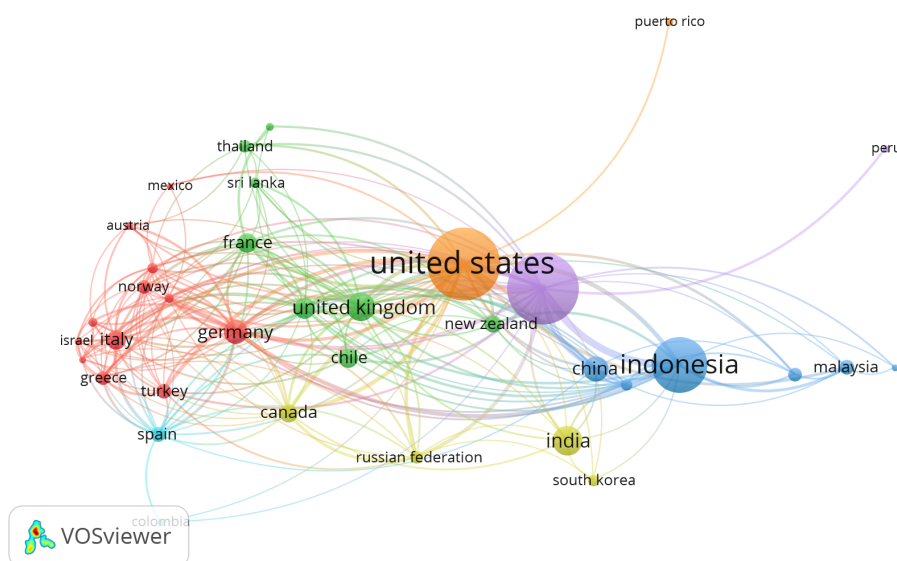 puerto rico
thailand
peru
sri lanka
mexico
austria
france
united states
norway
united kingdom
new zealand
germany
israel
italy
chile
china
indonesia
malaysia
greece
turkey
canada
spain
india
russian federation
south korea
colombia
VOSviewer